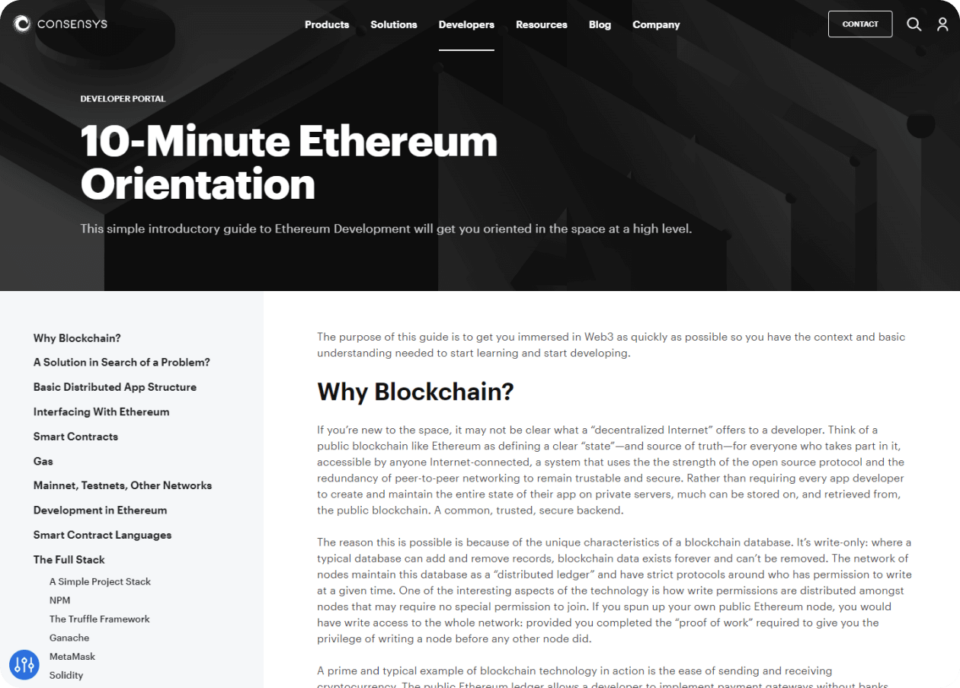 CONSENSYS
Products Solutions Developers Resources Blog Company CONTACT
DEVELOPER PORTAL
10-Minute Ethereum
Orientation
This simple introductory guide to Ethereum Development will get you oriented in the space at a high level.
Why Blockchain?
A Solution in Search of a Problem?
Basic Distributed App Structure
Interfacing With Ethereum
Smart Contracts
Gas
Mainnet, Testnets, Other Networks
Development in Ethereum
Smart Contract Languages
The Full Stack
A Simple Project Stack
NPM
The Truffle Framework
Ganache
MetaMask
Solidity
The purpose of this guide is to get you immersed in Web3 as quickly as possible so you have the context and basic
understanding needed to start learning and start developing.
Why Blockchain?
If you're new to the space, it may not be clear what a “decentralized Internet” offers to a developer. Think of a
public blockchain like Ethereum as defining a clear “state”—and source of truth—for everyone who takes part in it,
accessible by anyone Internet-connected, a system that uses the the strength of the open source protocol and the
redundancy of peer-to-peer networking to remain trustable and secure. Rather than requiring every app developer
to create and maintain the entire state of their app on private servers, much can be stored on, and retrieved from,
the public blockchain. A common, trusted, secure backend.
The reason this is possible is because of the unique characteristics of a blockchain database. It's write-only: where a
typical database can add and remove records, blockchain data exists forever and can't be removed. The network of
nodes maintain this database as a “distributed ledger” and have strict protocols around who has permission to write
at a given time. One of the interesting aspects of the technology is how write permissions are distributed amongst
nodes that may require no special permission to join. If you spun up your own public Ethereum node, you would
have write access to the whole network: provided you completed the “proof of work” required to give you the
privilege of writing a node before any other node did.
A prime and typical example of blockchain technology in action is the ease of sending and receiving
cryptocurrency. The public Ethereum ledger allows a developer to implement payment gateways without banks